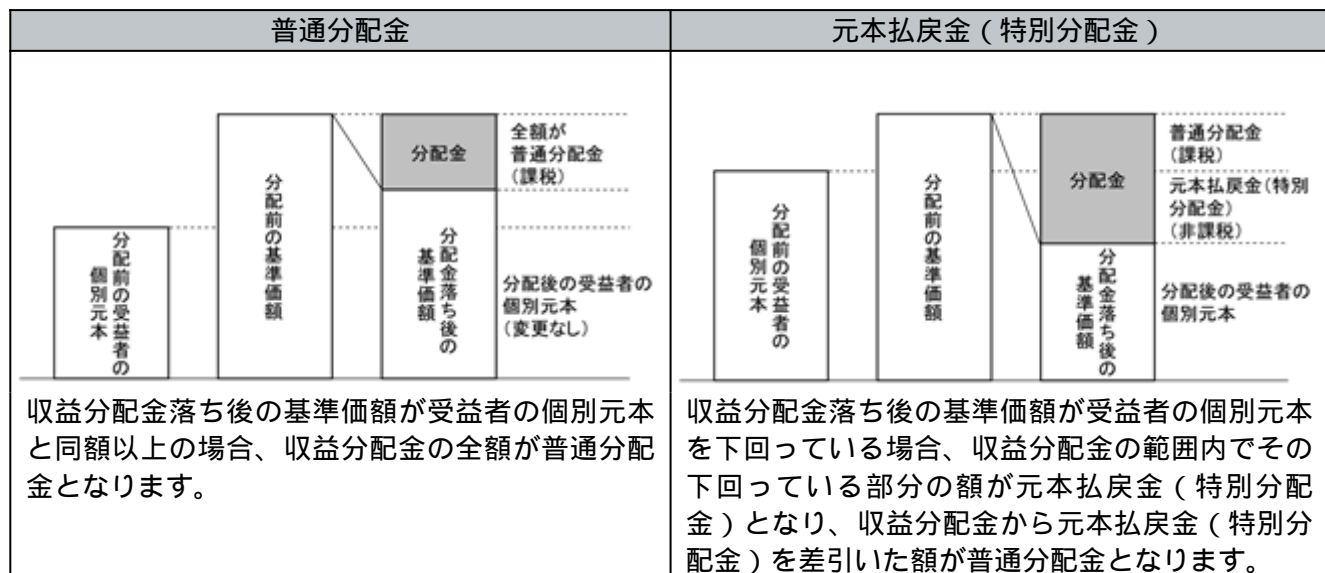 普通分配金
分配前の受益者の
個別元本
分配前の基準価額
分配金
分配金落ち後の
基準価額
全額が
普通分配金
(課税)
分配後の受益者の
個別元本
(変更なし)
収益分配金落ち後の基準価額が受益者の個別元本
と同額以上の場合、収益分配金の全額が普通分配
金となります。
元本払戻金(特別分配金)
分配前の受益者の
個別元本
分配前の基準価額
分配金
分配金落ち後の
基準価額
普通分配金
(課税)
元本払戻金(特別
分配金)
(非課税)
分配後の受益者の
個別元本
収益分配金落ち後の基準価額が受益者の個別元本
を下回っている場合、収益分配金の範囲内でその
下回っている部分の額が元本払戻金(特別分配
金)となり、収益分配金から元本払戻金(特別分
配金)を差引いた額が普通分配金となります。